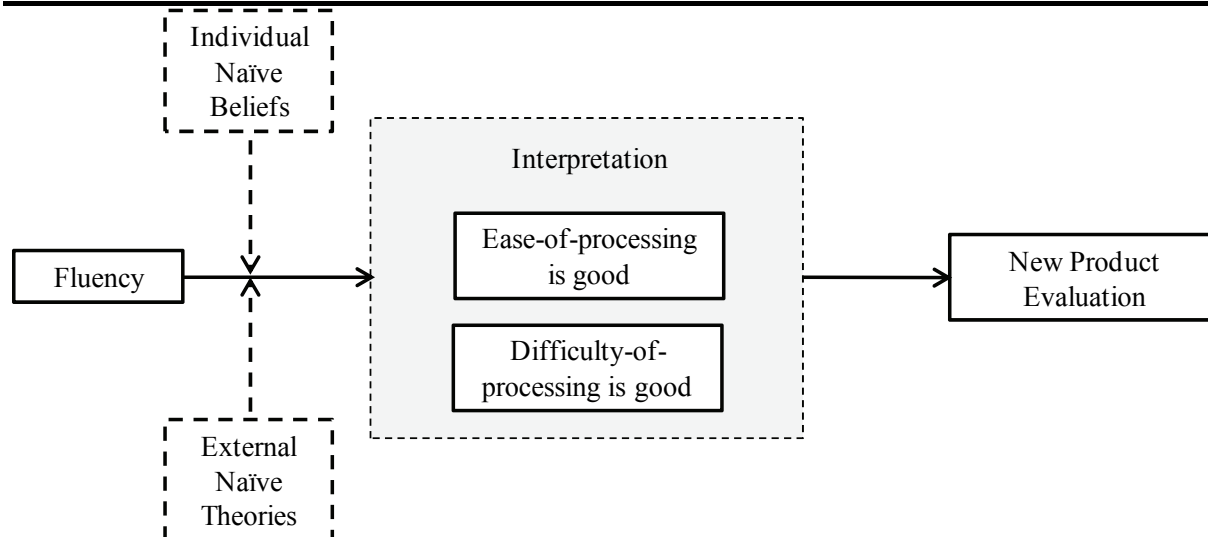 Individual
Naïve
Beliefs
Interpretation
Ease-of-processing
is good
Fluency
New Product
Evaluation
Difficulty-of-
processing is good
External
Naïve
Theories